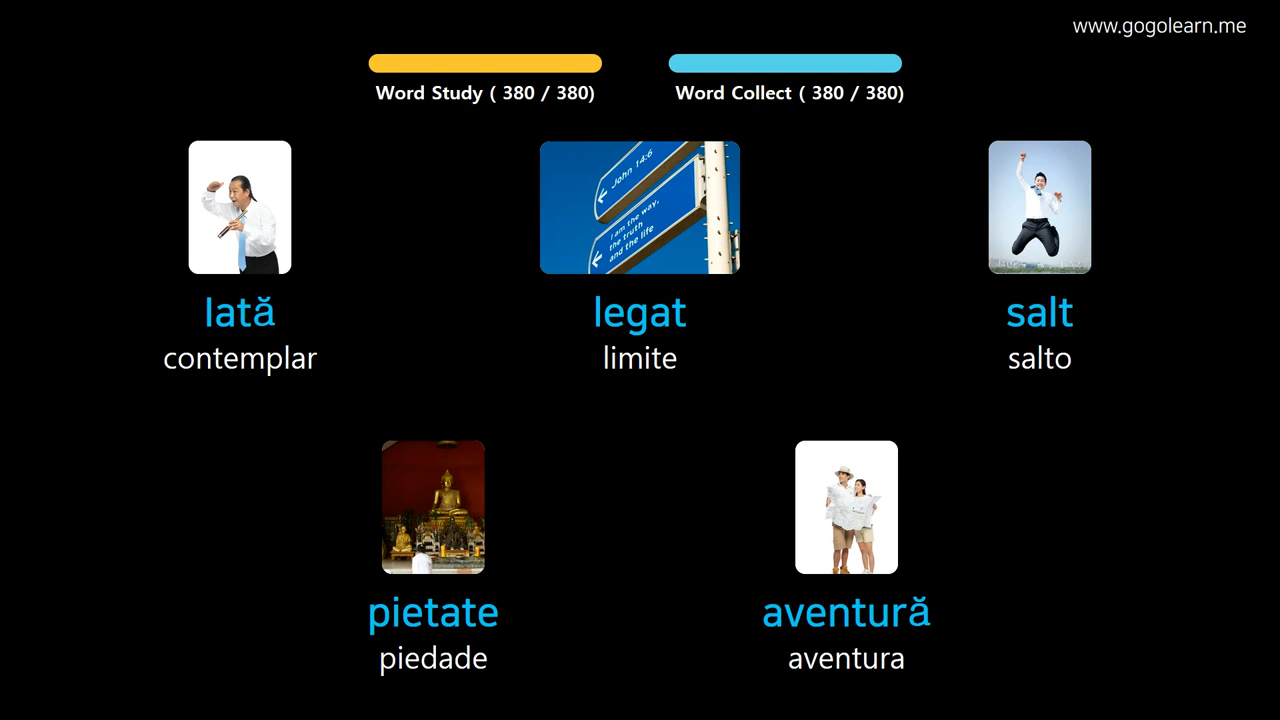 www.gogolearn.me
Word Study ( 380 / 380)
Word Collect ( 380 / 380)
John 14:6
I am the way,
the truth
and the life
Iată
contemplar
legat
limite
salt
salto
pietate
piedade
aventură
aventura